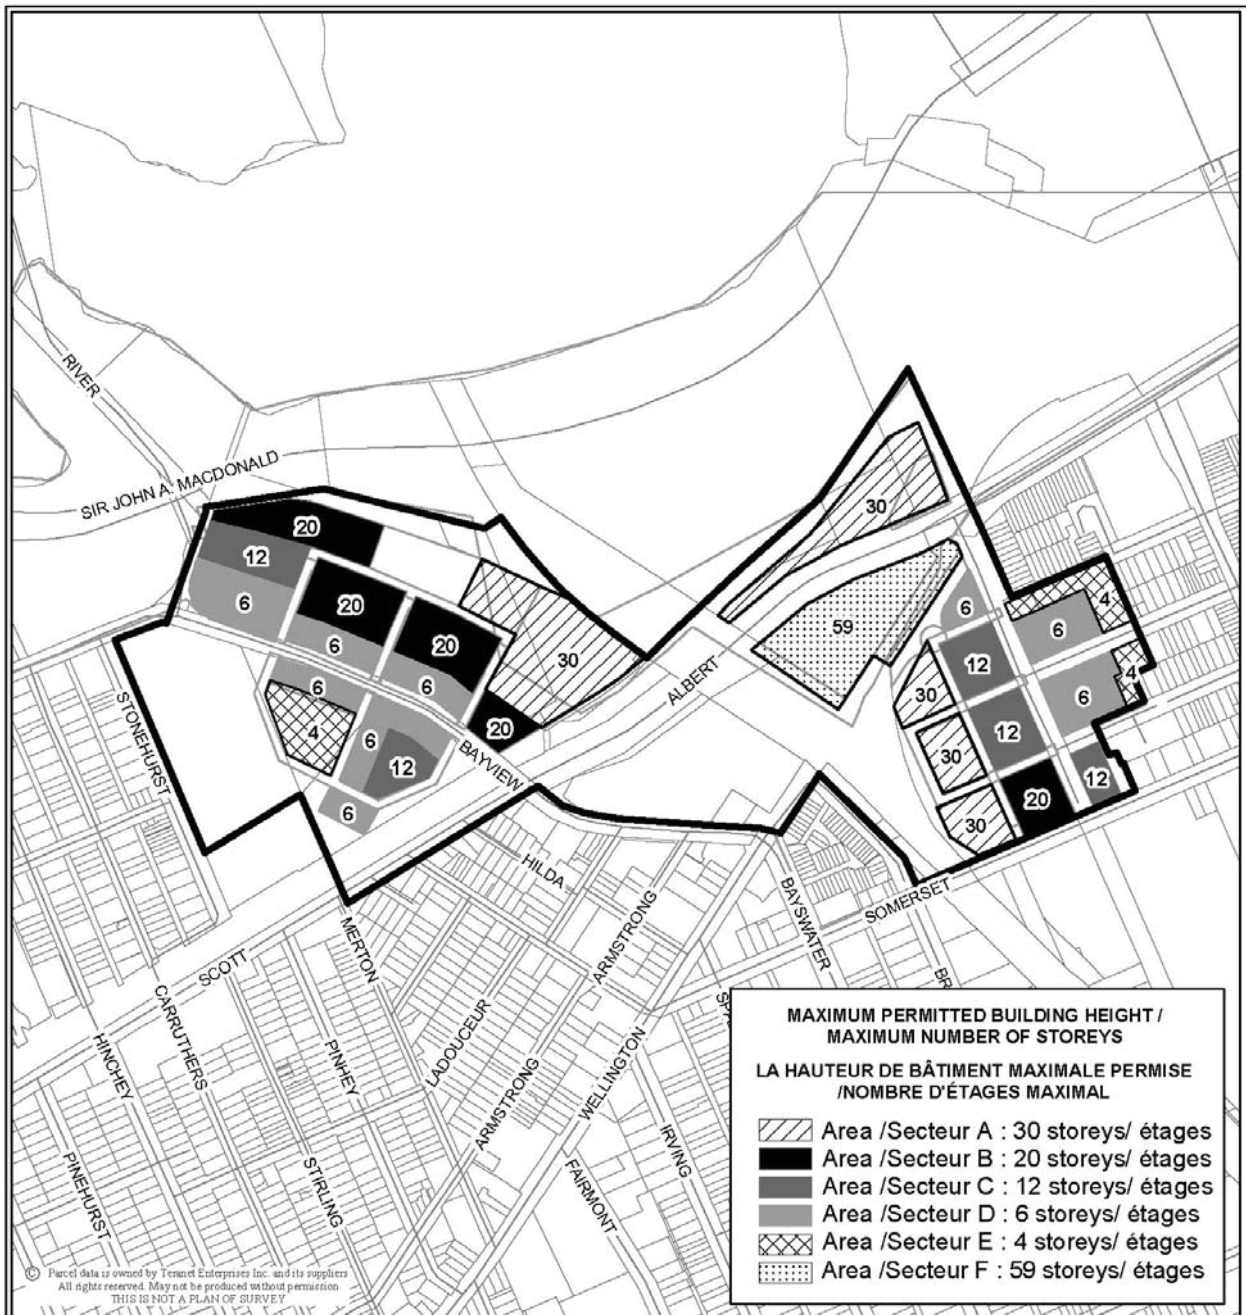 RIVER
SIR JOHN A. MACDONALD
30
20
12
6
20
20
6
6
6
4
6
12
6
30
20
59
6
12
30
12
30
20
30
12
6
4
6
4
ALBERT
STONEHURST
BAYVIEW
HILDA
ARMSTRONG
BAYSWATER
SOMERSET
MERTON
SCOTT
CARRUTHERS
HINCHEY
PINHEY
LADOUCEUR
ARMSTRONG
WELLINGTON
IRVING
FAIRMONT
STIRLING
PINEHURST
MAXIMUM PERMITTED BUILDING HEIGHT /
MAXIMUM NUMBER OF STOREYS
LA HAUTEUR DE BÂTIMENT MAXIMALE PERMISE
/NOMBRE D'ÉTAGES MAXIMAL
Area /Secteur A : 30 storeys/ étages
Area /Secteur B : 20 storeys/ étages
Area /Secteur C : 12 storeys/ étages
Area /Secteur D : 6 storeys/ étages
Area /Secteur E : 4 storeys/ étages
Area /Secteur F : 59 storeys/ étages
© Parcel data is owned by Teranet Enterprises Inc. and its suppliers
All rights reserved. May not be produced without permission
THIS IS NOT A PLAN OF SURVEY